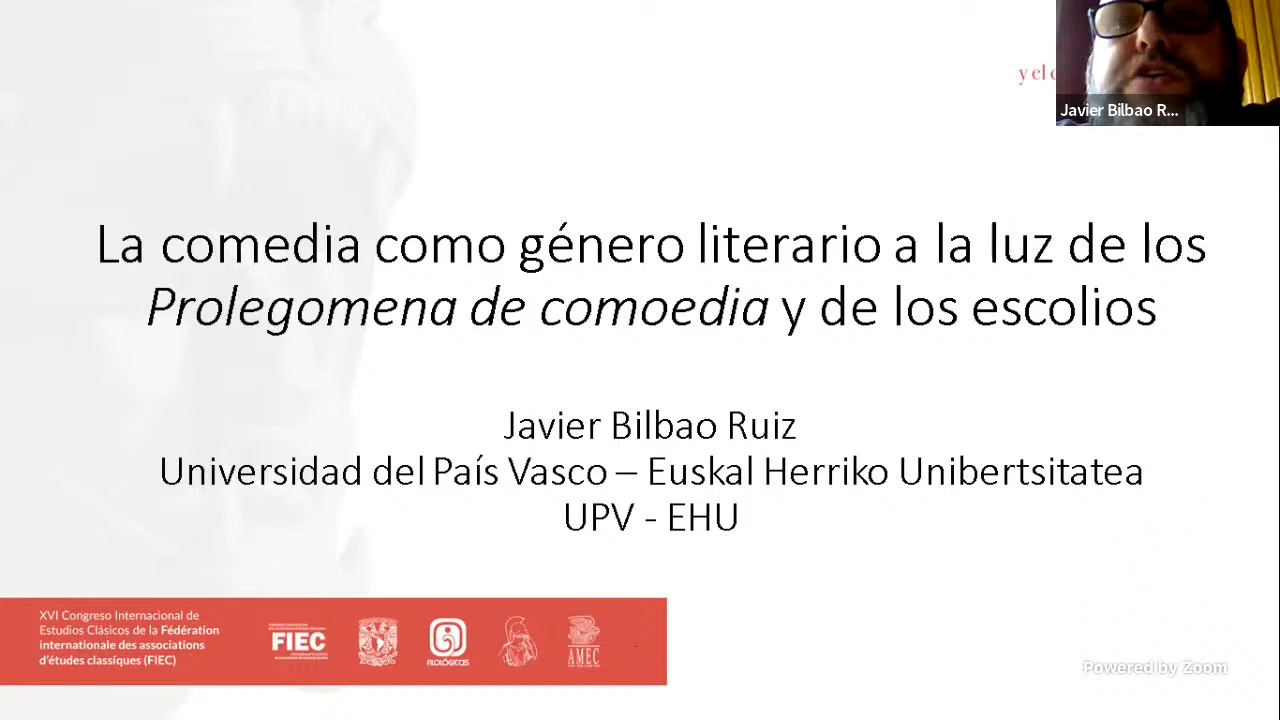 y el
Javier Bilbao R...
La comedia como género literario a la luz de los
Prolegomena de comoedia y de los escolios
Javier Bilbao Ruiz
Universidad del País Vasco – Euskal Herriko Unibertsitatea
UPV - EHU
XVI Congreso Internacional de
Estudios Clásicos de la Fédération
internationale des associations
d'études classiques (FIEC)
FIEC
FILOLÓGICAS
AMEC
Powered by Zoom